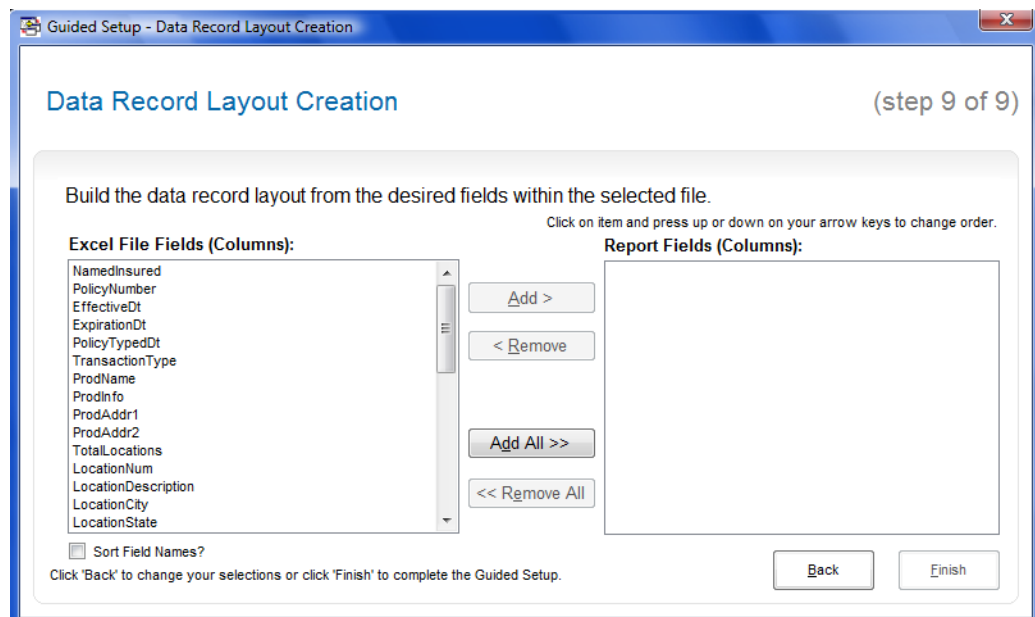 Guided Setup - Data Record Layout Creation
Data Record Layout Creation
(step 9 of 9)
Build the data record layout from the desired fields within the selected file.
Click on item and press up or down on your arrow keys to change order.
Excel File Fields (Columns):
Report Fields (Columns):
NamedInsured
PolicyNumber
EffectiveDt
ExpirationDt
PolicyTypedDt
TransactionType
ProdName
ProdInfo
ProdAddr1
ProdAddr2
TotalLocations
LocationNum
LocationDescription
LocationCity
LocationState
Add >
< Remove
Add All >>
<< Remove All
Sort Field Names?
Click 'Back' to change your selections or click 'Finish' to complete the Guided Setup.
Back
Finish